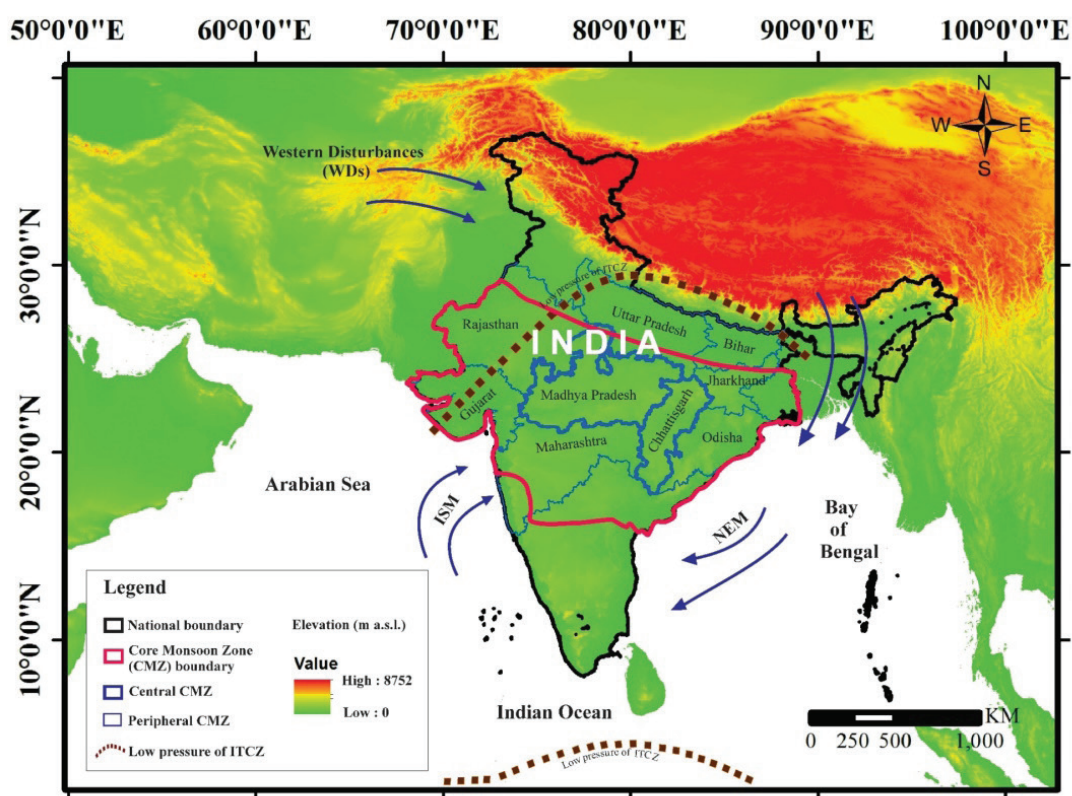 50°0'0"E
60°0'0"E
70°0'0"E
80°0'0"E
90°0'0"E
100°0'0"E
30°0'0"N
20°0'0"N
10°0'0"N
N
W
E
S
Western Disturbances
(WDs)
Low pressure of ITCZ
Rajasthan
Uttar Pradesh
INDIA
Bihar
Gujarat
Madhya Pradesh
Jharkhand
Chhattisgarh
Maharashtra
Odisha
Arabian Sea
ISM
NEM
Bay
of
Bengal
Legend
National boundary
Core Monsoon Zone
(CMZ) boundary
Central CMZ
Peripheral CMZ
Low pressure of ITCZ
Elevation (m a.s.l.)
Value
High : 8752
Low : 0
Indian Ocean
KM
0 250 500 1,000
Low pressure of ITCZ